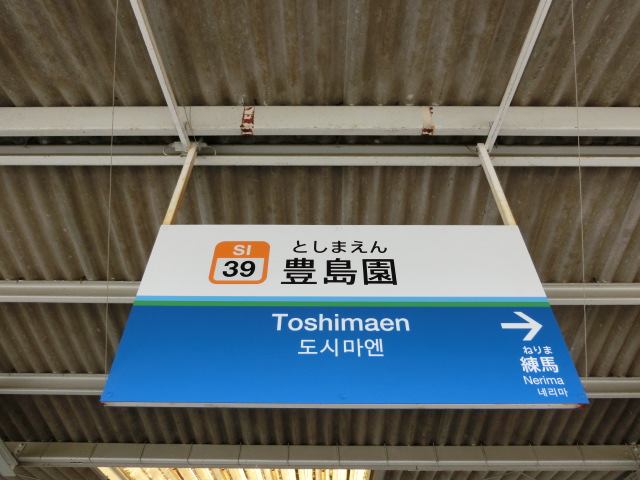 SI
39
としまえん
豊島園
Toshimaen
도시마엔
→
ねりま
練馬
Nerima
네리마